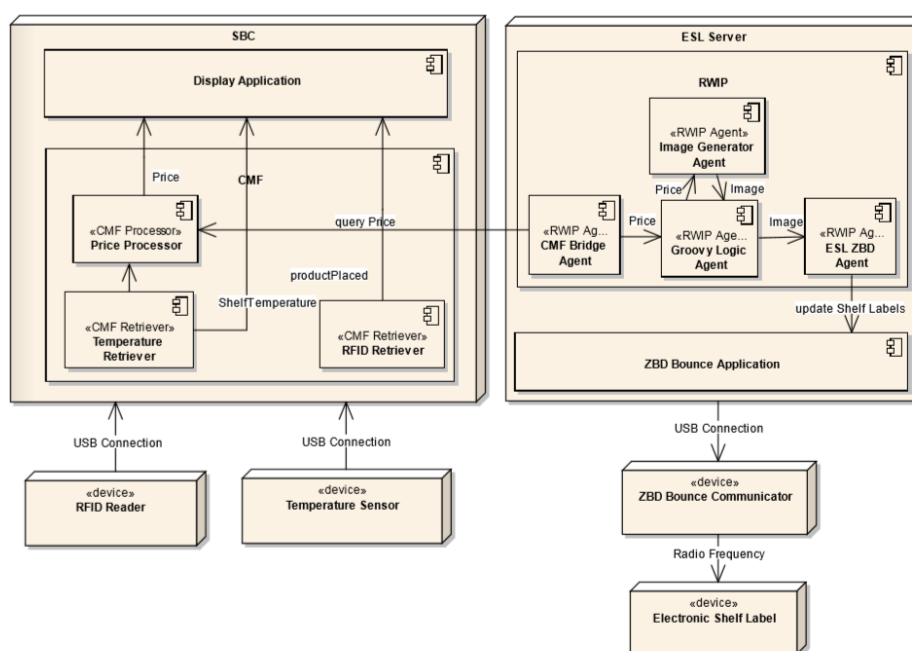 SBC
Display Application
CMF
Price
«CMF Processor»
Price Processor
query Price
productPlaced
ShelfTemperature
«CMF Retriever»
Temperature
Retriever
«CMF Retriever»
RFID Retriever
USB Connection
USB Connection
«device»
RFID Reader
«device»
Temperature Sensor
ESL Server
RWIP
«RWIP Agent»
Image Generator
Agent
Price
Image
«RWIP Ag...
CMF Bridge
Agent
Price
«RWIP Age...
Groovy Logic
Agent
Image
«RWIP Ag...
ESL ZBD
Agent
update Shelf Labels
ZBD Bounce Application
USB Connection
«device»
ZBD Bounce Communicator
Radio Frequency
«device»
Electronic Shelf Label